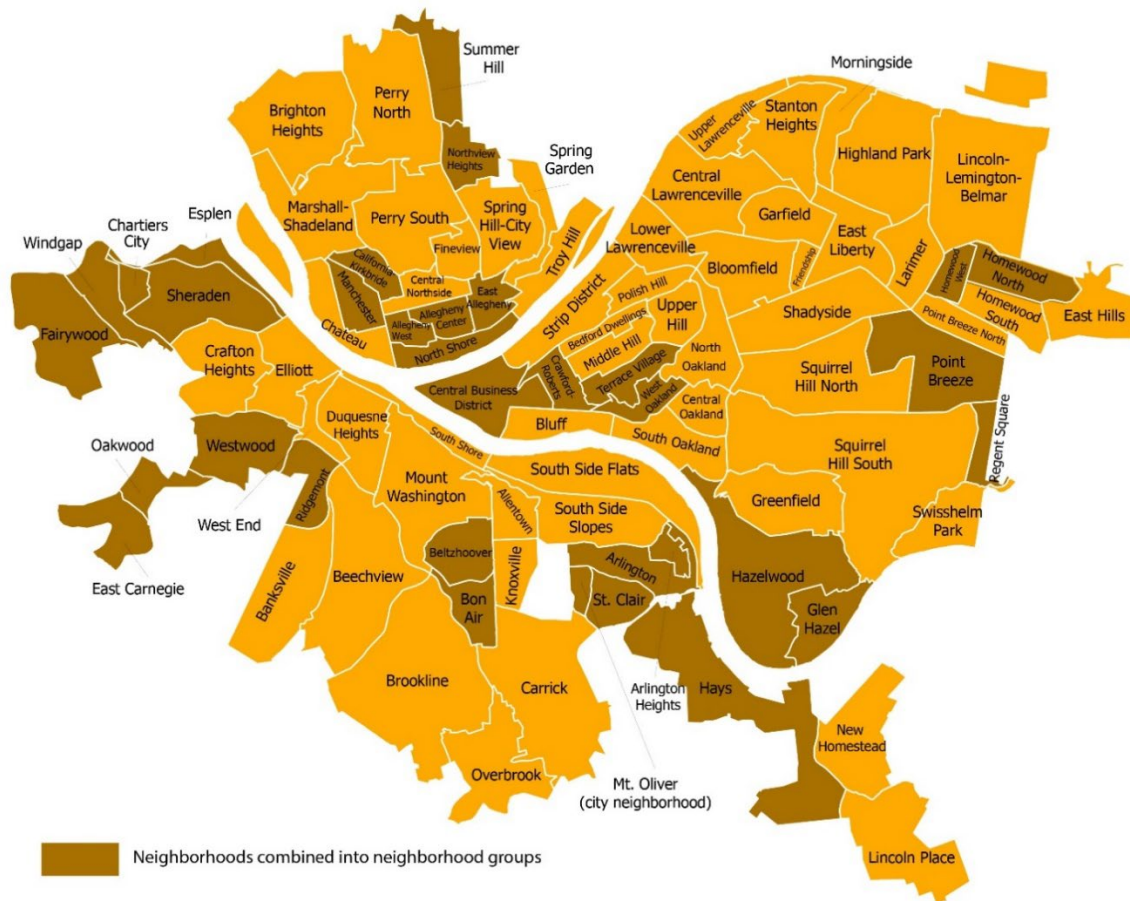 Summer
Hill
Morningside
Perry
North
Brighton
Heights
Upper
Lawrenceville
Stanton
Heights
Northview
Heights
Spring
Garden
Highland Park
Lincoln-
Lemington-
Belmar
Central
Lawrenceville
Marshall-
Shadeland
Perry South
Spring
Hill-City
View
Troy Hill
Garfield
East
Liberty
Esplen
Chartiers
City
Windgap
Fineview
Lower
Lawrenceville
Bloomfield
Friendship
Larimer
Homewood
West
Homewood
North
California-
Kirkbride
Manchester
Central
Northside
East
Allegheny
Allegheny
Center
Allegheny
West
North Shore
Chateau
Strip District
Polish Hill
Upper
Hill
Bedford Dwellings
Middle Hill
Shadyside
Homewood
South
East Hills
Point Breeze North
Sheraden
Fairywood
Crafton
Heights
Elliott
Central Business
District
Crawford-
Roberts
Terrace Village
West
Oakland
North
Oakland
Central
Oakland
Squirrel
Hill North
Point
Breeze
Regent Square
Duquesne
Heights
South Shore
Bluff
South Oakland
Oakwood
Westwood
Ridgemont
West End
East Carnegie
Mount
Washington
Allentown
South Side Flats
South Side
Slopes
Squirrel
Hill South
Greenfield
Swisshelm
Park
Banksville
Beechview
Beltzhoover
Bon
Air
Knoxville
Arlington
St. Clair
Hazelwood
Glen
Hazel
Arlington
Heights
Hays
Brookline
Carrick
Overbrook
Mt. Oliver
(city neighborhood)
New
Homestead
Lincoln Place
Neighborhoods combined into neighborhood groups